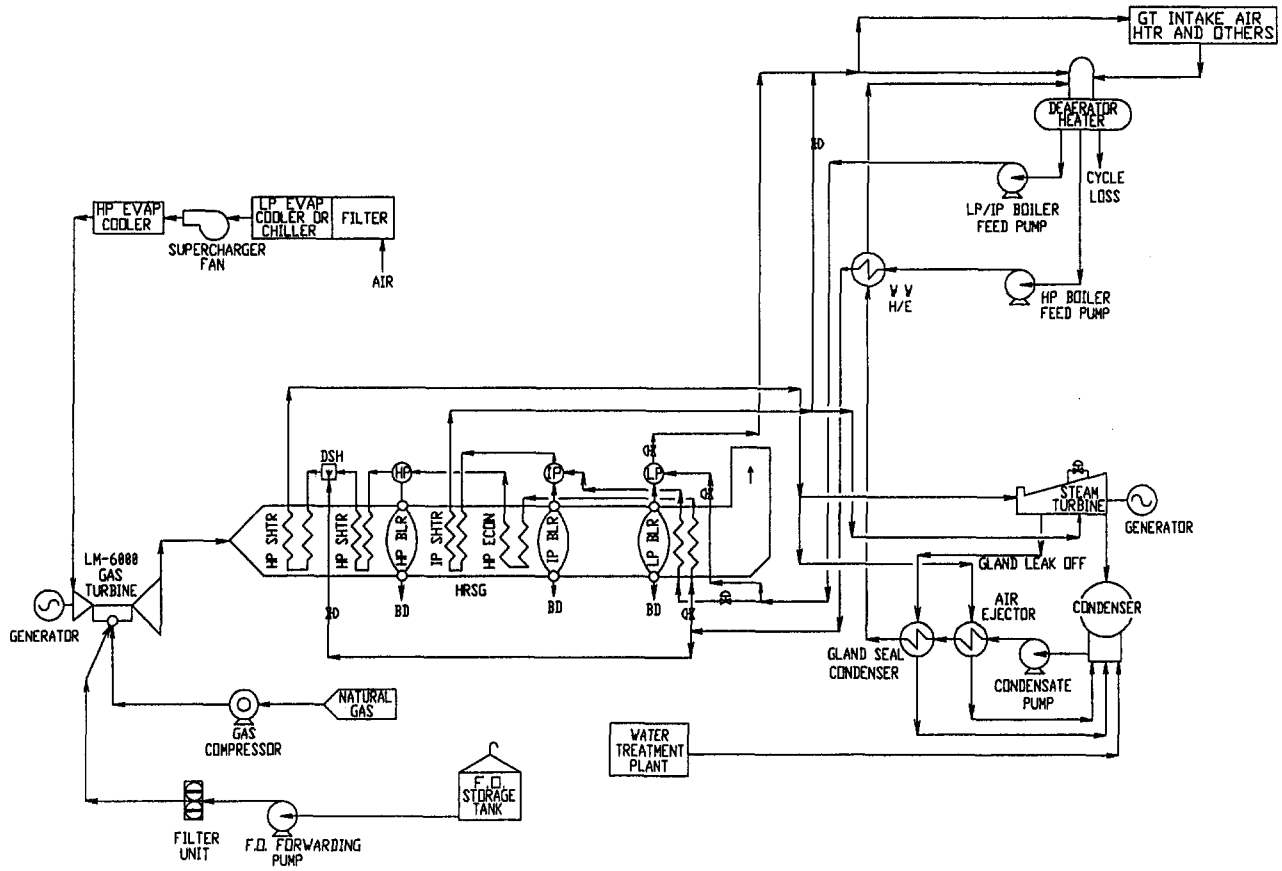 GT INTAKE AIR
HTR AND OTHERS
DEAERATOR
HEATER
CYCLE
LOSS
LP/IP BOILER
FEED PUMP
HP EVAP
COOLER
LP EVAP
COOLER OR
CHILLER
FILTER
SUPERCHARGER
FAN
AIR
W W
H/E
HP BOILER
FEED PUMP
DSH
HP
IP
LP
HP SHTR
HP SHTR
HP BLR
IP SHTR
HP ECON
IP BLR
LP BLR
STEAM
TURBINE
GENERATOR
LM-6000
GAS
TURBINE
GENERATOR
HRSG
BD
BD
BD
GLAND LEAK OFF
AIR
EJECTOR
CONDENSER
GLAND SEAL
CONDENSER
CONDENSATE
PUMP
NATURAL
GAS
GAS
COMPRESSOR
WATER
TREATMENT
PLANT
F.O.
STORAGE
TANK
FILTER
UNIT
F.O. FORWARDING
PUMP